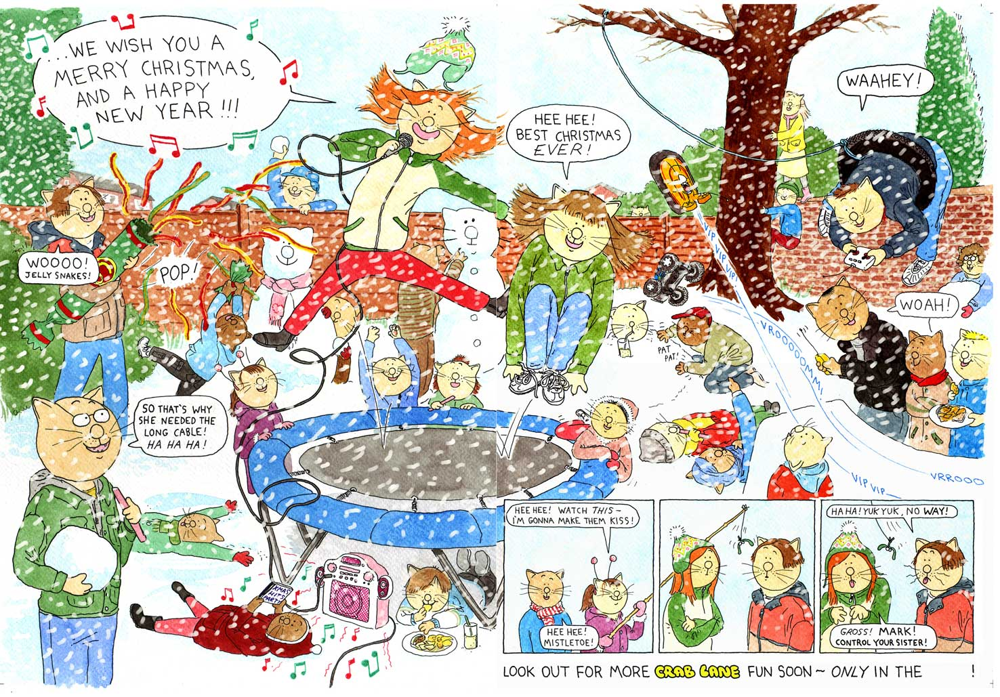 ...WE WISH YOU A
MERRY CHRISTMAS,
AND A HAPPY
NEW YEAR!!!
WOOOO!
JELLY SNAKES!
POP!
SO THAT'S WHY
SHE NEEDED THE
LONG CABLE!
HA HA HA!
XMAS
HITS
PARTY
HEE HEE!
BEST CHRISTMAS
EVER!
WAAHEY!
VIP VIP VIP VIP!
PAT
PAT!
VROOOOOMM!
WOAH!
VIP VIP
VRROOO
HEE HEE! WATCH THIS~
I'M GONNA MAKE THEM KISS!
HEE HEE!
MISTLETOE!
HA HA! YUK YUK, NO WAY!
GROSS! MARK!
CONTROL YOUR SISTER!
LOOK OUT FOR MORE CRAB LANE FUN SOON ~ ONLY IN THE !